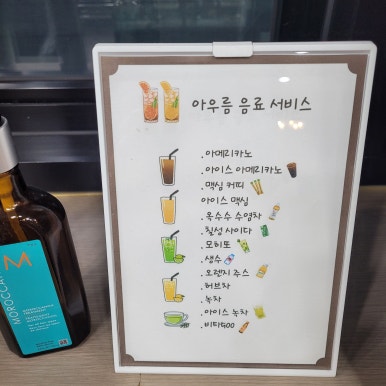 아우름 음료 서비스
. 아메리카노
. 아이스 아메리카노
. 맥심 커피
아이스 맥심
. 옥수수 수염차
. 칠성 사이다
. 모히또
. 생수
. 오렌지 주스
. 허브차
. 녹차
. 아이스 녹차
. 비타500
M
MOROCCANOIL